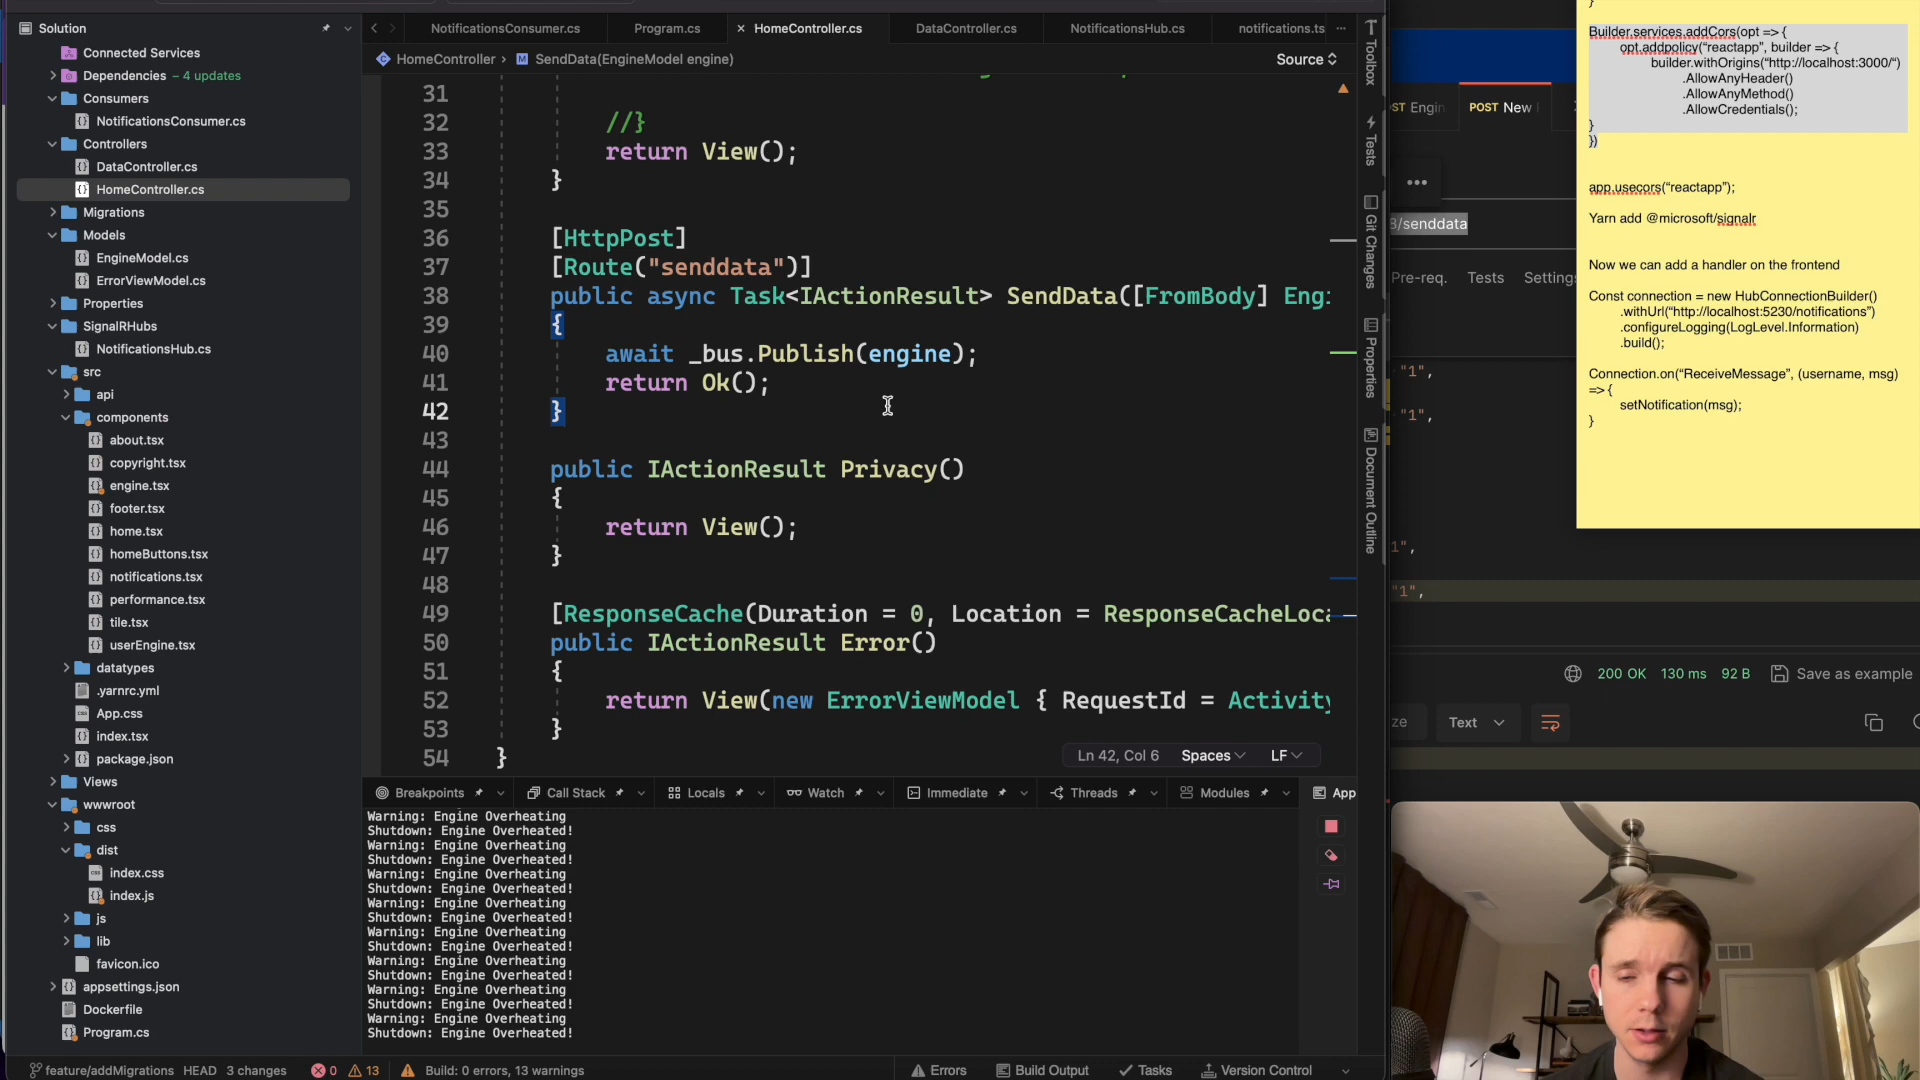 Solution
Connected Services
Dependencies – 4 updates
Consumers
NotificationsConsumer.cs
Controllers
DataController.cs
HomeController.cs
Migrations
Models
EngineModel.cs
ErrorViewModel.cs
Properties
SignalRHubs
NotificationsHub.cs
src
api
components
about.tsx
copyright.tsx
engine.tsx
footer.tsx
home.tsx
homeButtons.tsx
notifications.tsx
performance.tsx
tile.tsx
userEngine.tsx
datatypes
.yarnrc.yml
App.css
index.tsx
package.json
Views
wwwroot
css
dist
index.css
index.js
js
lib
favicon.ico
appsettings.json
Dockerfile
Program.cs
NotificationsConsumer.cs
Program.cs
HomeController.cs
DataController.cs
NotificationsHub.cs
notifications.ts
HomeController
SendData(EngineModel engine)
Source
31
32 //}
33 return View();
34 }
35
36 [HttpPost]
37 [Route("senddata")]
38 public async Task<IActionResult> SendData([FromBody] Engi
39 {
40 await _bus.Publish(engine);
41 return Ok();
42 }
43
44 public IActionResult Privacy()
45 {
46 return View();
47 }
48
49 [ResponseCache(Duration = 0, Location = ResponseCacheLoca
50 public IActionResult Error()
51 {
52 return View(new ErrorViewModel { RequestId = Activity
53 }
54 }
Ln 42, Col 6 Spaces LF
Toolbox
Tests
Git Changes
Properties
Document Outline
Breakpoints
Call Stack
Locals
Watch
Immediate
Threads
Modules
App
Warning: Engine Overheating
Shutdown: Engine Overheated!
Warning: Engine Overheating
Shutdown: Engine Overheated!
Warning: Engine Overheating
Shutdown: Engine Overheated!
Warning: Engine Overheating
Shutdown: Engine Overheated!
Warning: Engine Overheating
Shutdown: Engine Overheated!
Warning: Engine Overheating
Shutdown: Engine Overheated!
Warning: Engine Overheating
Shutdown: Engine Overheated!
Warning: Engine Overheating
Shutdown: Engine Overheated!
feature/addMigrations HEAD 3 changes 0 13 Build: 0 errors, 13 warnings
Errors
Build Output
Tasks
Version Control
ST Engin
POST New
/senddata
Pre-req. Tests Settings
"1",
"1",
1",
"1",
200 OK 130 ms 92 B Save as example
ze Text
}
Builder.services.addCors(opt => {
opt.addpolicy(“reactapp”, builder => {
builder.withOrigins(“http://localhost:3000/“)
.AllowAnyHeader()
.AllowAnyMethod()
.AllowCredentials();
}
})
app.usecors(“reactapp”);
Yarn add @microsoft/signalr
Now we can add a handler on the frontend
Const connection = new HubConnectionBuilder()
.withUrl(“http://localhost:5230/notifications”)
.configureLogging(LogLevel.Information)
.build();
Connection.on(“ReceiveMessage”, (username, msg)
=> {
setNotification(msg);
}